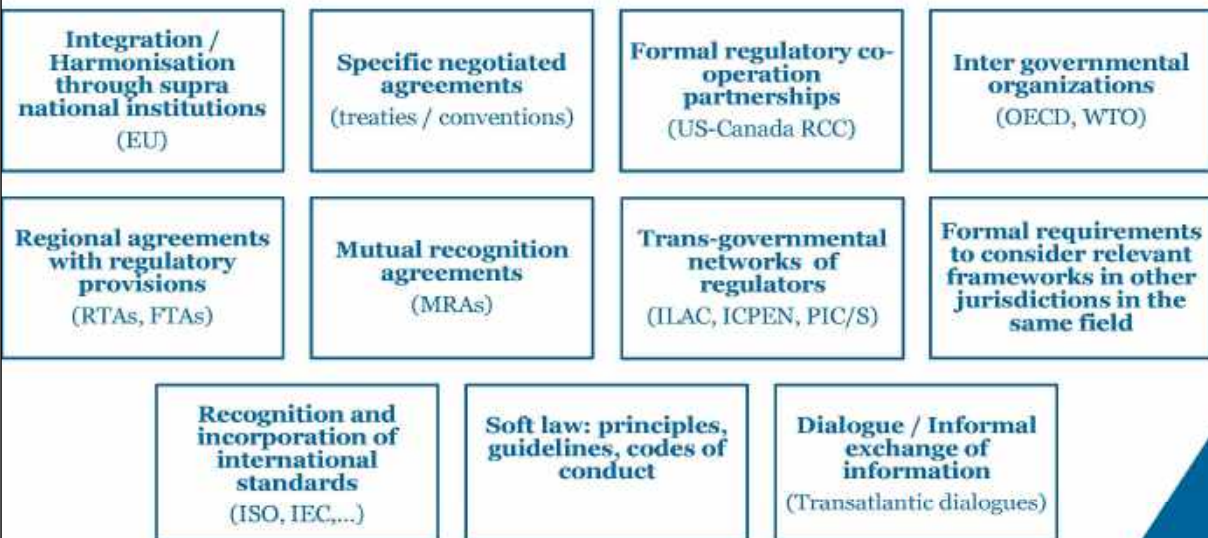 Integration /
Harmonisation
through supra
national institutions
(EU)
Specific negotiated
agreements
(treaties / conventions)
Formal regulatory co-
operation
partnerships
(US-Canada RCC)
Inter governmental
organizations
(OECD, WTO)
Regional agreements
with regulatory
provisions
(RTAs, FTAs)
Mutual recognition
agreements
(MRAs)
Trans-governmental
networks of
regulators
(ILAC, ICPEN, PIC/S)
Formal requirements
to consider relevant
frameworks in other
jurisdictions in the
same field
Recognition and
incorporation of
international
standards
(ISO, IEC,...)
Soft law: principles,
guidelines, codes of
conduct
Dialogue / Informal
exchange of
information
(Transatlantic dialogues)